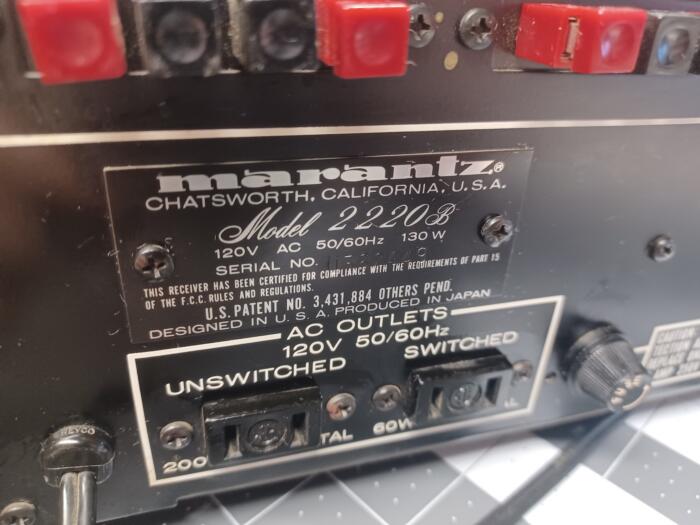 marantz®
CHATSWORTH, CALIFORNIA, U.S.A.
Model 2220B
120V AC 50/60Hz 130W
SERIAL NO.
THIS RECEIVER HAS BEEN CERTIFIED FOR COMPLIANCE WITH THE REQUIREMENTS OF PART 15
OF THE F.C.C. RULES AND REGULATIONS.
U.S. PATENT NO. 3,431,884 OTHERS PEND.
DESIGNED IN U.S.A. PRODUCED IN JAPAN
AC OUTLETS
120V 50/60Hz
UNSWITCHED SWITCHED
200 TAL 60W
HEYCO